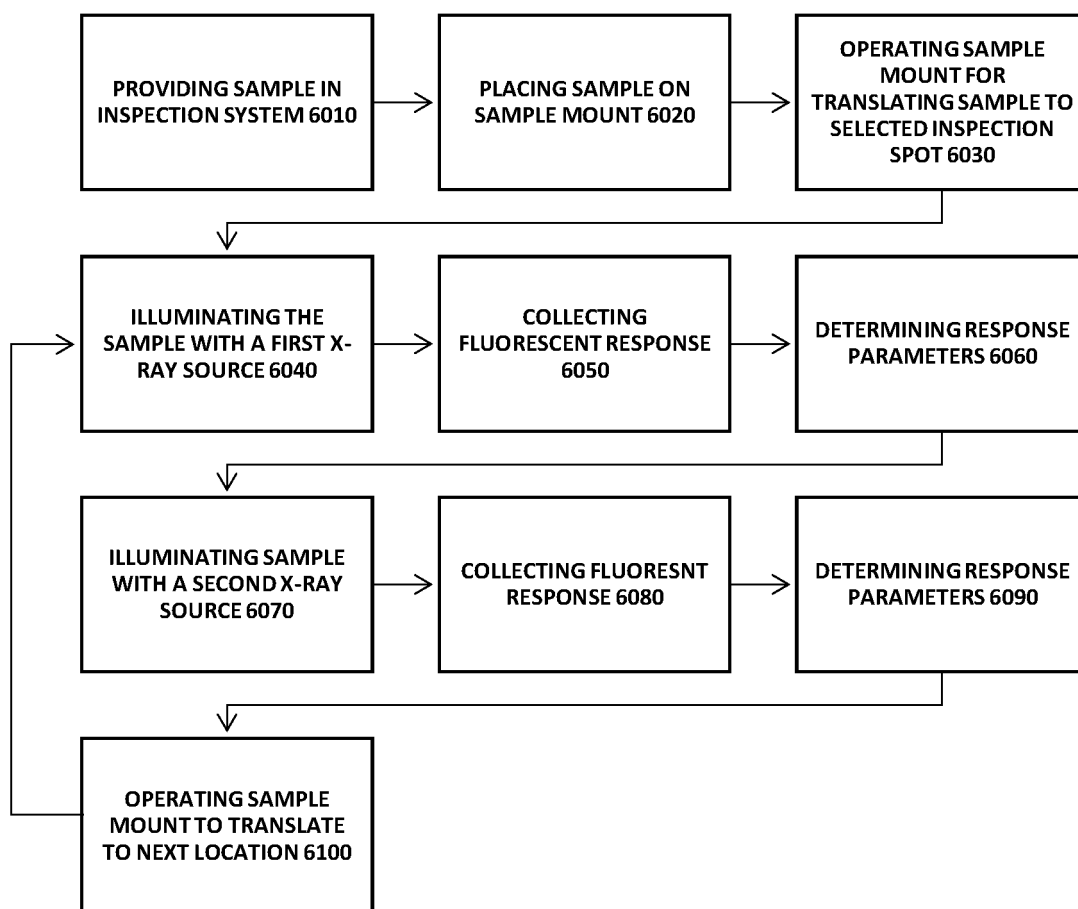 PROVIDING SAMPLE IN
INSPECTION SYSTEM 6010
PLACING SAMPLE ON
SAMPLE MOUNT 6020
OPERATING SAMPLE
MOUNT FOR
TRANSLATING SAMPLE TO
SELECTED INSPECTION
SPOT 6030
ILLUMINATING THE
SAMPLE WITH A FIRST X-
RAY SOURCE 6040
COLLECTING
FLUORESCENT RESPONSE
6050
DETERMINING RESPONSE
PARAMETERS 6060
ILLUMINATING SAMPLE
WITH A SECOND X-RAY
SOURCE 6070
COLLECTING FLUORESNT
RESPONSE 6080
DETERMINING RESPONSE
PARAMETERS 6090
OPERATING SAMPLE
MOUNT TO TRANSLATE
TO NEXT LOCATION 6100